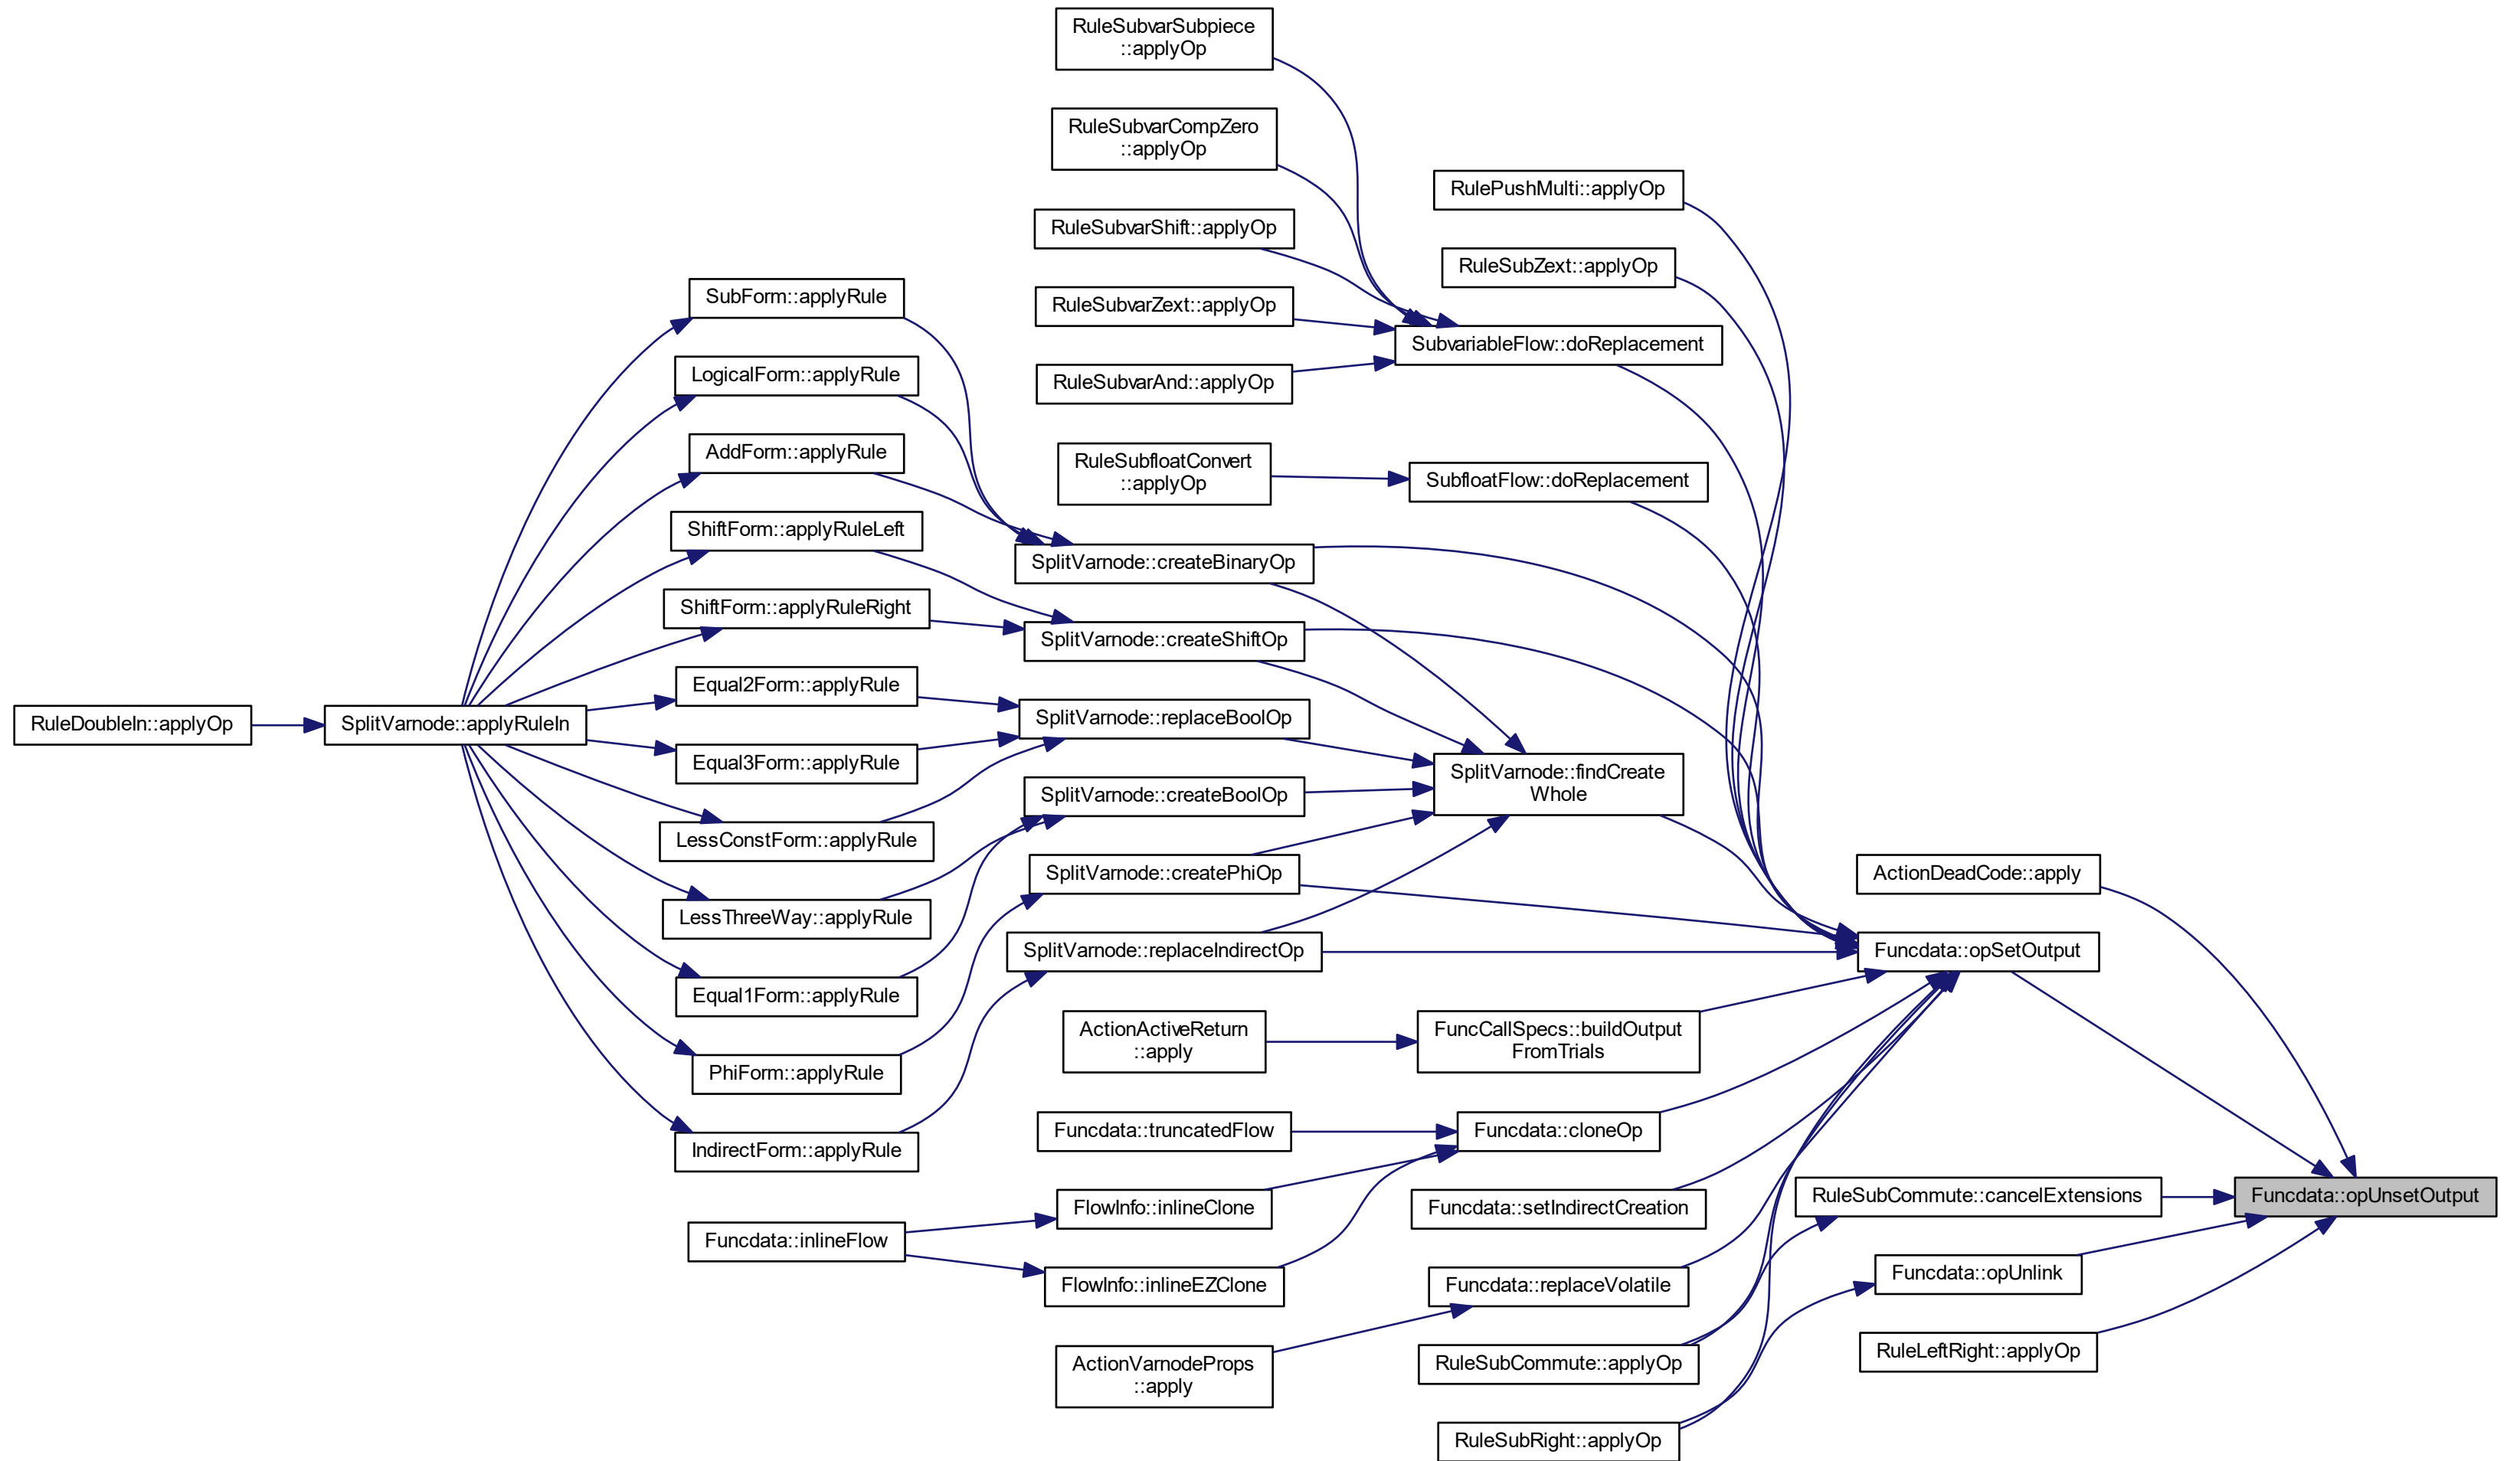 RuleSubvarSubpiece
::applyOp
RuleSubvarCompZero
::applyOp
RulePushMulti::applyOp
RuleSubvarShift::applyOp
RuleSubZext::applyOp
SubForm::applyRule
RuleSubvarZext::applyOp
SubvariableFlow::doReplacement
LogicalForm::applyRule
RuleSubvarAnd::applyOp
AddForm::applyRule
RuleSubfloatConvert
::applyOp
SubfloatFlow::doReplacement
ShiftForm::applyRuleLeft
SplitVarnode::createBinaryOp
ShiftForm::applyRuleRight
SplitVarnode::createShiftOp
Equal2Form::applyRule
RuleDoubleIn::applyOp
SplitVarnode::applyRuleIn
SplitVarnode::replaceBoolOp
Equal3Form::applyRule
SplitVarnode::findCreate
Whole
SplitVarnode::createBoolOp
LessConstForm::applyRule
SplitVarnode::createPhiOp
ActionDeadCode::apply
LessThreeWay::applyRule
SplitVarnode::replaceIndirectOp
Funcdata::opSetOutput
Equal1Form::applyRule
ActionActiveReturn
::apply
FuncCallSpecs::buildOutput
FromTrials
PhiForm::applyRule
Funcdata::truncatedFlow
Funcdata::cloneOp
IndirectForm::applyRule
FlowInfo::inlineClone
Funcdata::setIndirectCreation
RuleSubCommute::cancelExtensions
Funcdata::opUnsetOutput
Funcdata::inlineFlow
FlowInfo::inlineEZClone
Funcdata::replaceVolatile
Funcdata::opUnlink
ActionVarnodeProps
::apply
RuleSubCommute::applyOp
RuleLeftRight::applyOp
RuleSubRight::applyOp